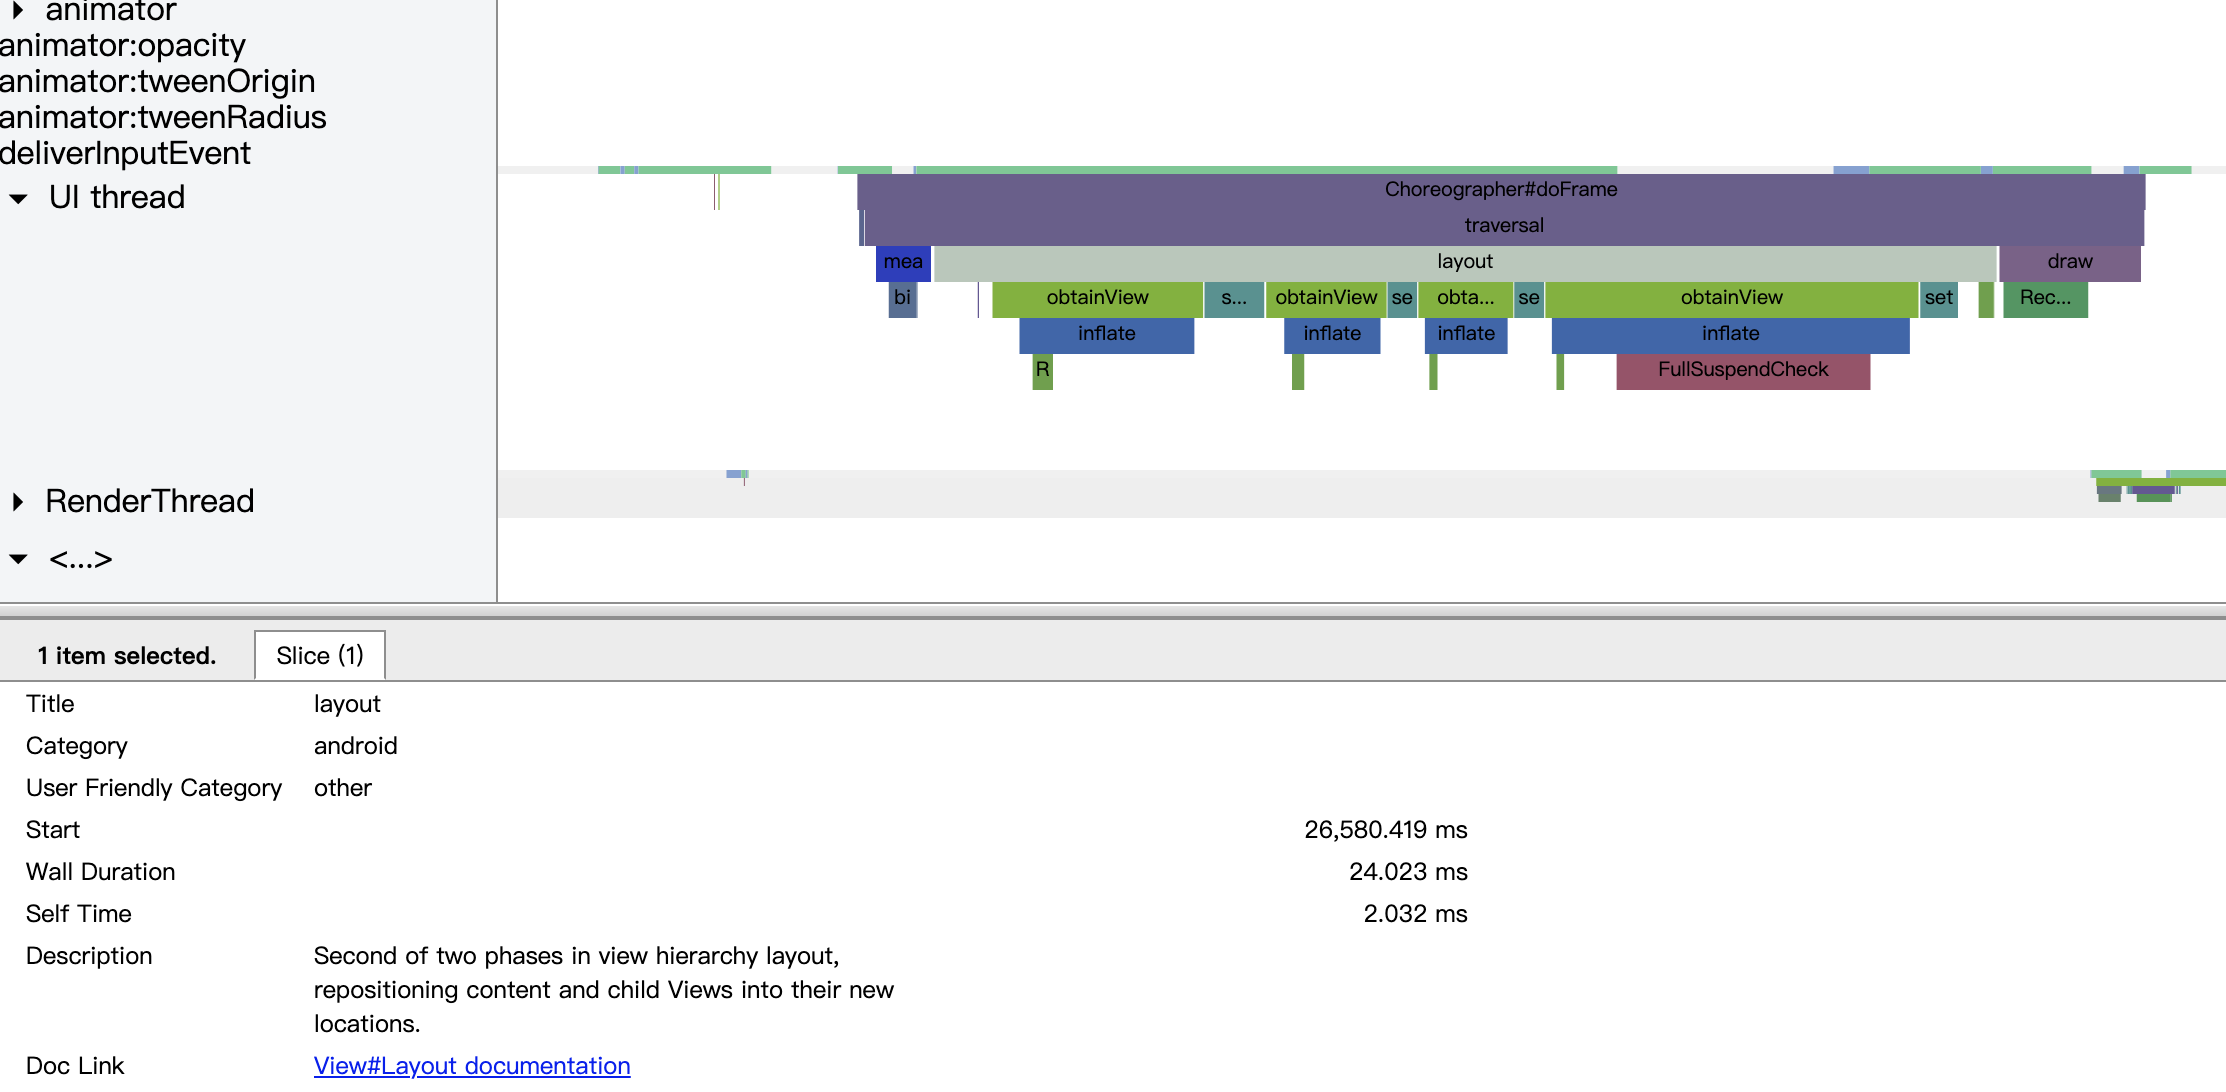 animator
animator:opacity
animator:tweenOrigin
animator:tweenRadius
deliverInputEvent
UI thread
Choreographer#doFrame
traversal
mea layout draw
bi obtainView s... obtainView se obta... se obtainView set Rec...
inflate inflate inflate inflate
R FullSuspendCheck
RenderThread
<...>
1 item selected. Slice (1)
Title layout
Category android
User Friendly Category other
Start 26,580.419 ms
Wall Duration 24.023 ms
Self Time 2.032 ms
Description Second of two phases in view hierarchy layout,
repositioning content and child Views into their new
locations.
Doc Link View#Layout documentation